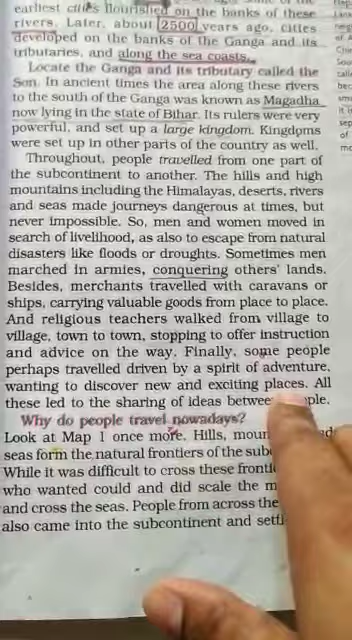 earliest cities flourished on the banks of these
rivers. Later, about 2500 years ago, cities
developed on the banks of the Ganga and its
tributaries, and along the sea coasts.
Locate the Ganga and its tributary called the
Son. In ancient times the area along these rivers
to the south of the Ganga was known as Magadha
now lying in the state of Bihar. Its rulers were very
powerful, and set up a large kingdom. Kingdoms
were set up in other parts of the country as well.
Throughout, people travelled from one part of
the subcontinent to another. The hills and high
mountains including the Himalayas, deserts, rivers
and seas made journeys dangerous at times, but
never impossible. So, men and women moved in
search of livelihood, as also to escape from natural
disasters like floods or droughts. Sometimes men
marched in armies, conquering others' lands.
Besides, merchants travelled with caravans or
ships, carrying valuable goods from place to place.
And religious teachers walked from village to
village, town to town, stopping to offer instruction
and advice on the way. Finally, some people
perhaps travelled driven by a spirit of adventure,
wanting to discover new and exciting places. All
these led to the sharing of ideas betwee ple.
Why do people travel nowadays?
Look at Map 1 once more. Hills, moun d
seas form the natural frontiers of the sub
While it was difficult to cross these fronti
who wanted could and did scale the m
and cross the seas. People from across the
also came into the subcontinent and settl